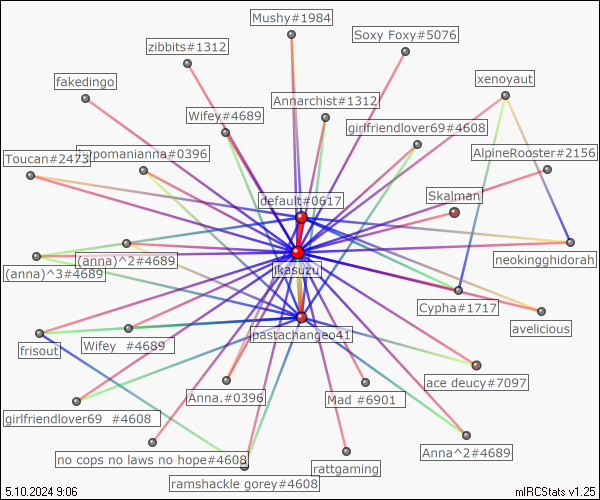 Mushy#1984
Soxy Foxy#5076
zibbits#1312
xenoyaut
fakedingo
Annarchist#1312
Wifey#4689
girlfriendlover69#4608
Toucan#2473
hypomanianna#0396
AlpineRooster#2156
Skalman
default#0617
(anna)^2#4689
neokingghidorah
(anna)^3#4689
ikasuzu
Cypha#1717
avelicious
pastachangeo41
Wifey #4689
frisout
ace deucy#7097
Anna.#0396
Mad #6901
girlfriendlover69 #4608
Anna^2#4689
no cops no laws no hope#4608
rattgaming
ramshackle gorey#4608
5.10.2024 9:06
mIRCStats v1.25